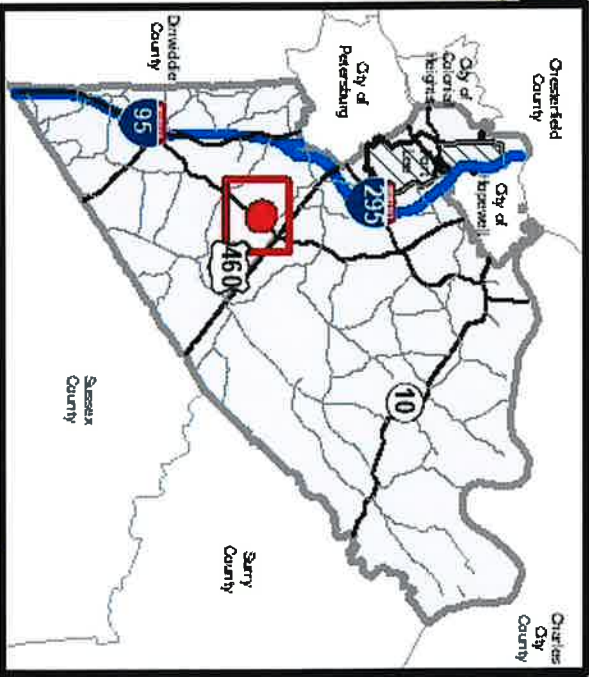 Chesterfield
County
Charles
City
County
City of
Hopewell
City of
Colonial
Heights
10
295
City of
Petersburg
460
Surry
County
Dinwiddie
County
95
Sussex
County